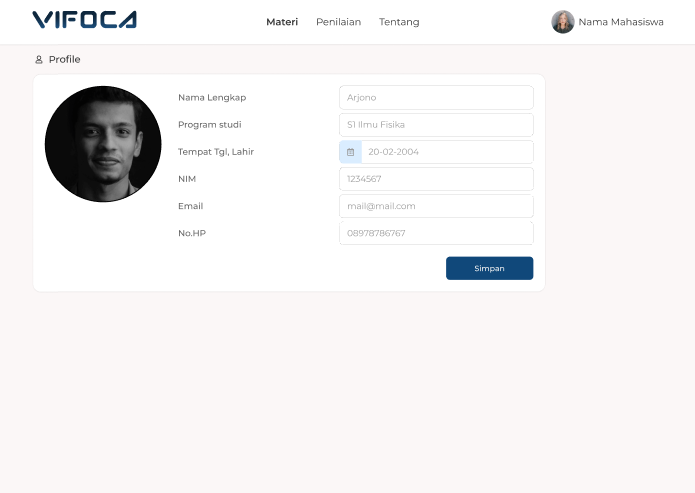 VIFOCA
Materi Penilaian Tentang Nama Mahasiswa
Profile
Nama Lengkap Arjono
Program studi S1 Ilmu Fisika
Tempat Tgl, Lahir 20-02-2004
NIM 1234567
Email mail@mail.com
No.HP 08978786767
Simpan